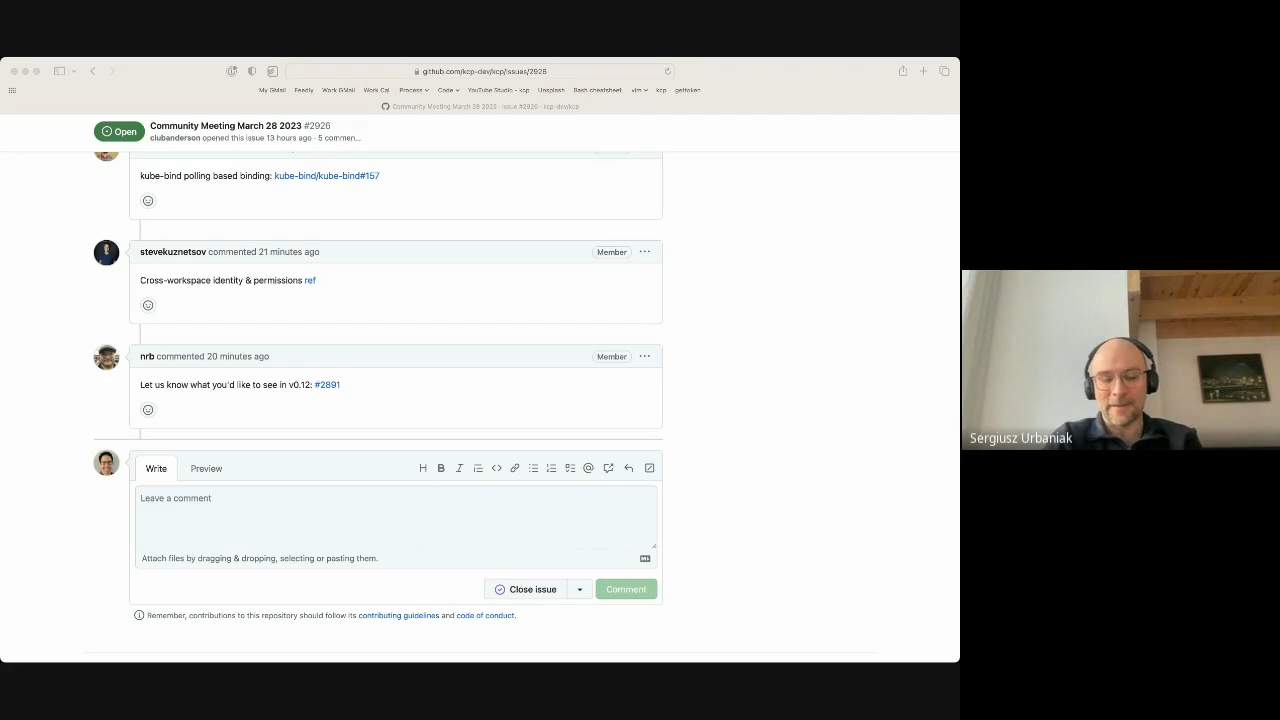 github.com/kcp-dev/kcp/issues/2926
My GMail Feedly Work GMail Work Cal Process Code YouTube Studio - kcp Unsplash Bash cheatsheet vim kcp gettoken
Community Meeting March 28 2023 · Issue #2926 · kcp-dev/kcp
Open
Community Meeting March 28 2023 #2926
clubanderson opened this issue 13 hours ago · 5 commen...
kube-bind polling based binding: kube-bind/kube-bind#157
stevekuznetsov commented 21 minutes ago
Member
Cross-workspace identity & permissions ref
nrb commented 20 minutes ago
Member
Let us know what you'd like to see in v0.12: #2891
Write Preview
Leave a comment
Attach files by dragging & dropping, selecting or pasting them.
Close issue
Comment
Remember, contributions to this repository should follow its contributing guidelines and code of conduct.
Sergiusz Urbaniak